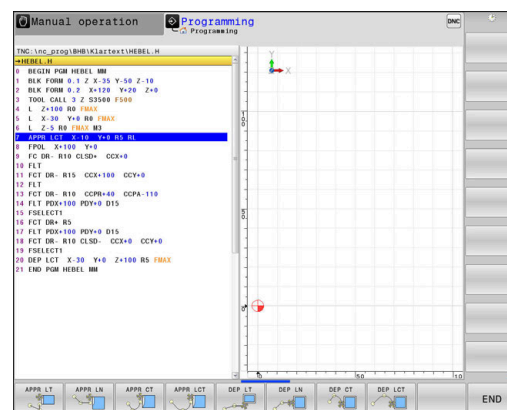 Manual operation
Programming
Programming
DNC
TNC:\nc_prog\BHB\Klartext\HEBEL.H
→HEBEL.H
0 BEGIN PGM HEBEL MM
1 BLK FORM 0.1 Z X-35 Y-50 Z-10
2 BLK FORM 0.2 X+120 Y+20 Z+0
3 TOOL CALL 3 Z S3500 F500
4 L Z+100 R0 FMAX
5 L X-30 Y+0 R0 FMAX
6 L Z-5 R0 FMAX M3
7 APPR LCT X-10 Y+0 R5 RL
8 FPOL X+100 Y+0
9 FC DR- R10 CLSD+ CCX+0
10 FLT
11 FCT DR- R15 CCX+100 CCY+0
12 FLT
13 FCT DR- R10 CCPR+40 CCPA-110
14 FLT PDX+100 PDY+0 D15
15 FSELECT1
16 FCT DR+ R5
17 FLT PDX+100 PDY+0 D15
18 FCT DR- R10 CLSD- CCX+0 CCY+0
19 FSELECT1
20 DEP LCT X-30 Y+0 Z+100 R5 FMAX
21 END PGM HEBEL MM
Y
X
0
50
10
APPR LT
APPR LN
APPR CT
APPR LCT
DEP LT
DEP LN
DEP CT
DEP LCT
END